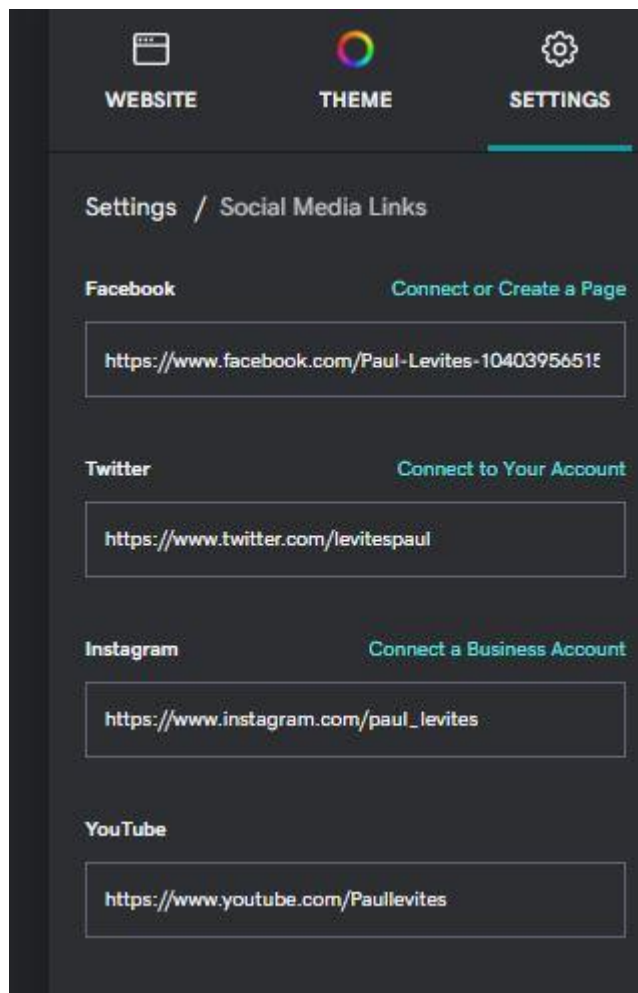 WEBSITE THEME SETTINGS
Settings / Social Media Links
Facebook Connect or Create a Page
https://www.facebook.com/Paul-Levites-10403956515
Twitter Connect to Your Account
https://www.twitter.com/levitespaul
Instagram Connect a Business Account
https://www.instagram.com/paul_levites
YouTube
https://www.youtube.com/Paullevites